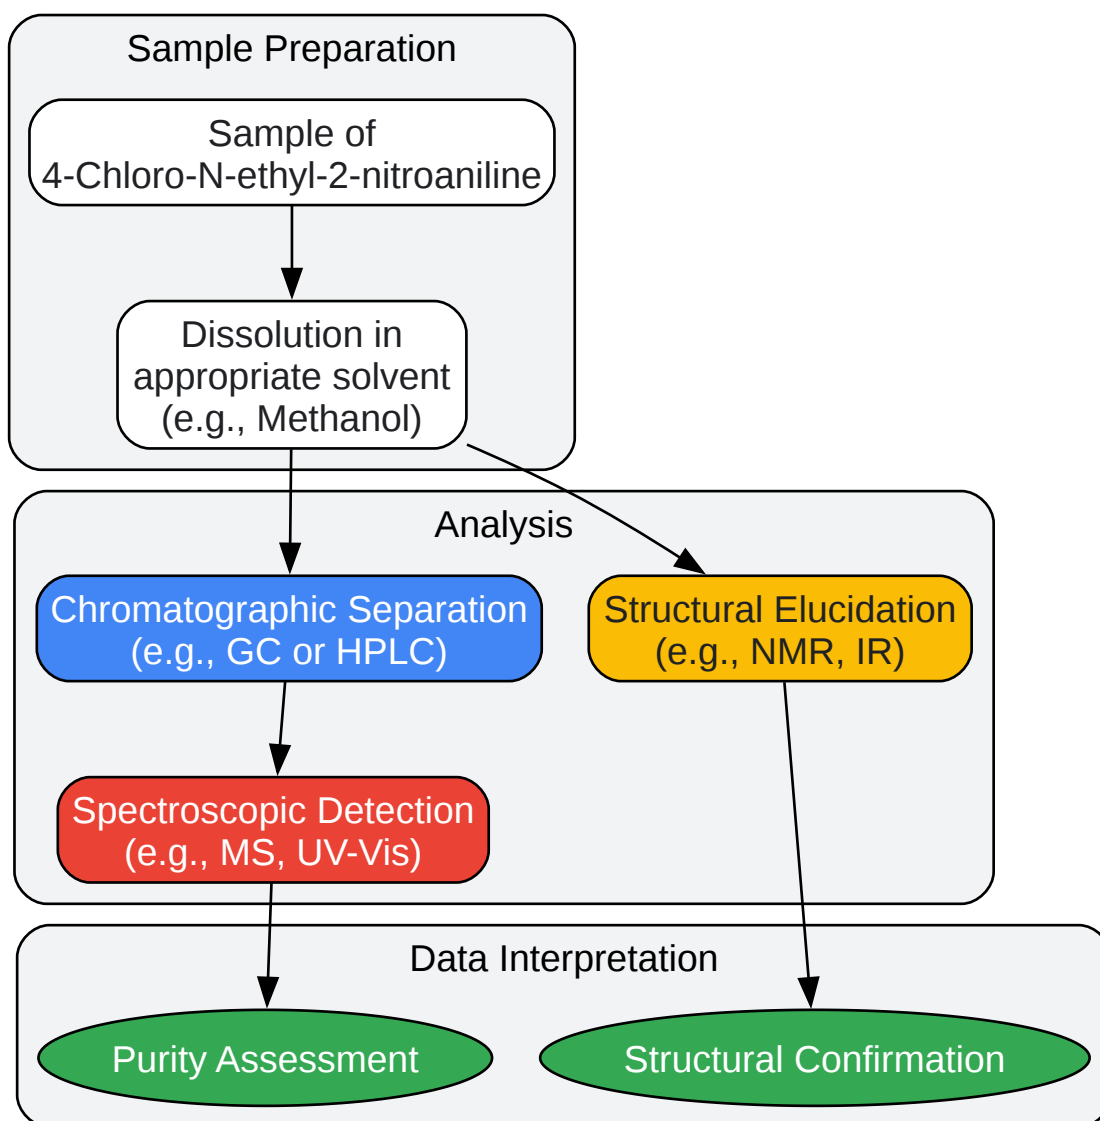 Sample Preparation
Sample of
4-Chloro-N-ethyl-2-nitroaniline
Dissolution in
appropriate solvent
(e.g., Methanol)
Analysis
Chromatographic Separation
(e.g., GC or HPLC)
Structural Elucidation
(e.g., NMR, IR)
Spectroscopic Detection
(e.g., MS, UV-Vis)
Data Interpretation
Purity Assessment
Structural Confirmation